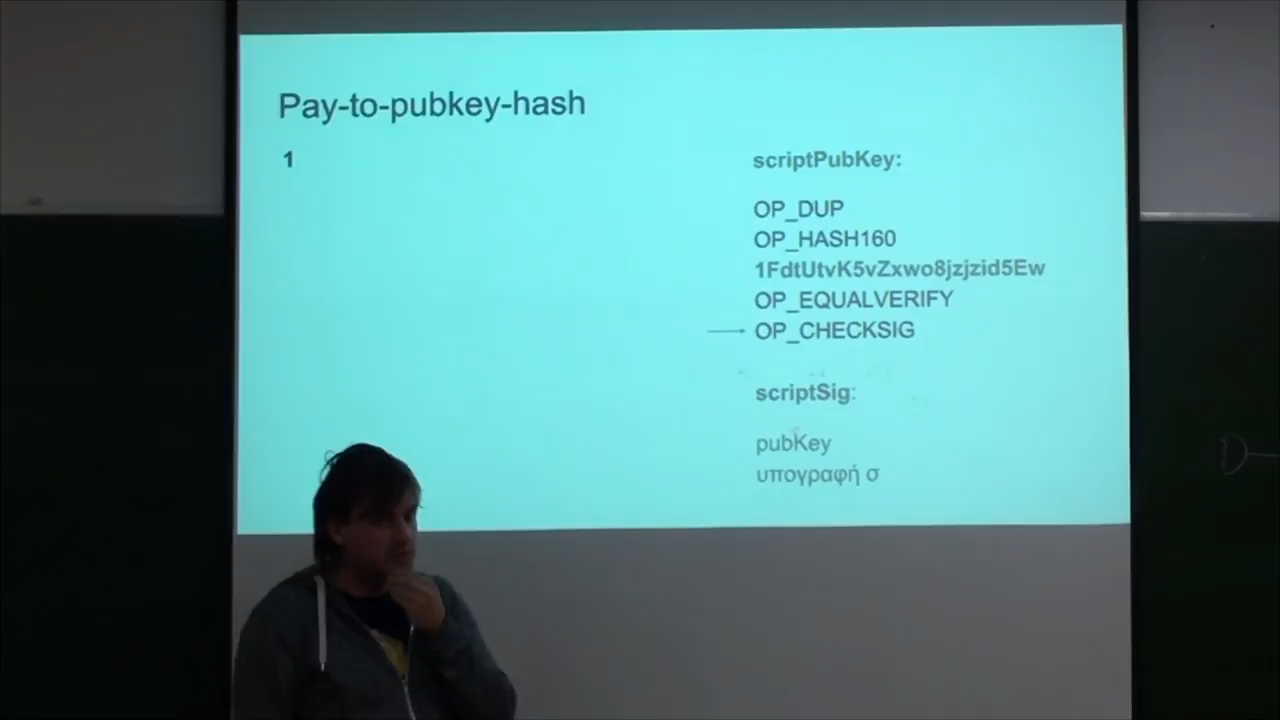 Pay-to-pubkey-hash
1
scriptPubKey:
OP_DUP
OP_HASH160
1FdtUtvK5vZxwo8jzjzid5Ew
OP_EQUALVERIFY
OP_CHECKSIG
scriptSig:
pubKey
υπογραφή σ